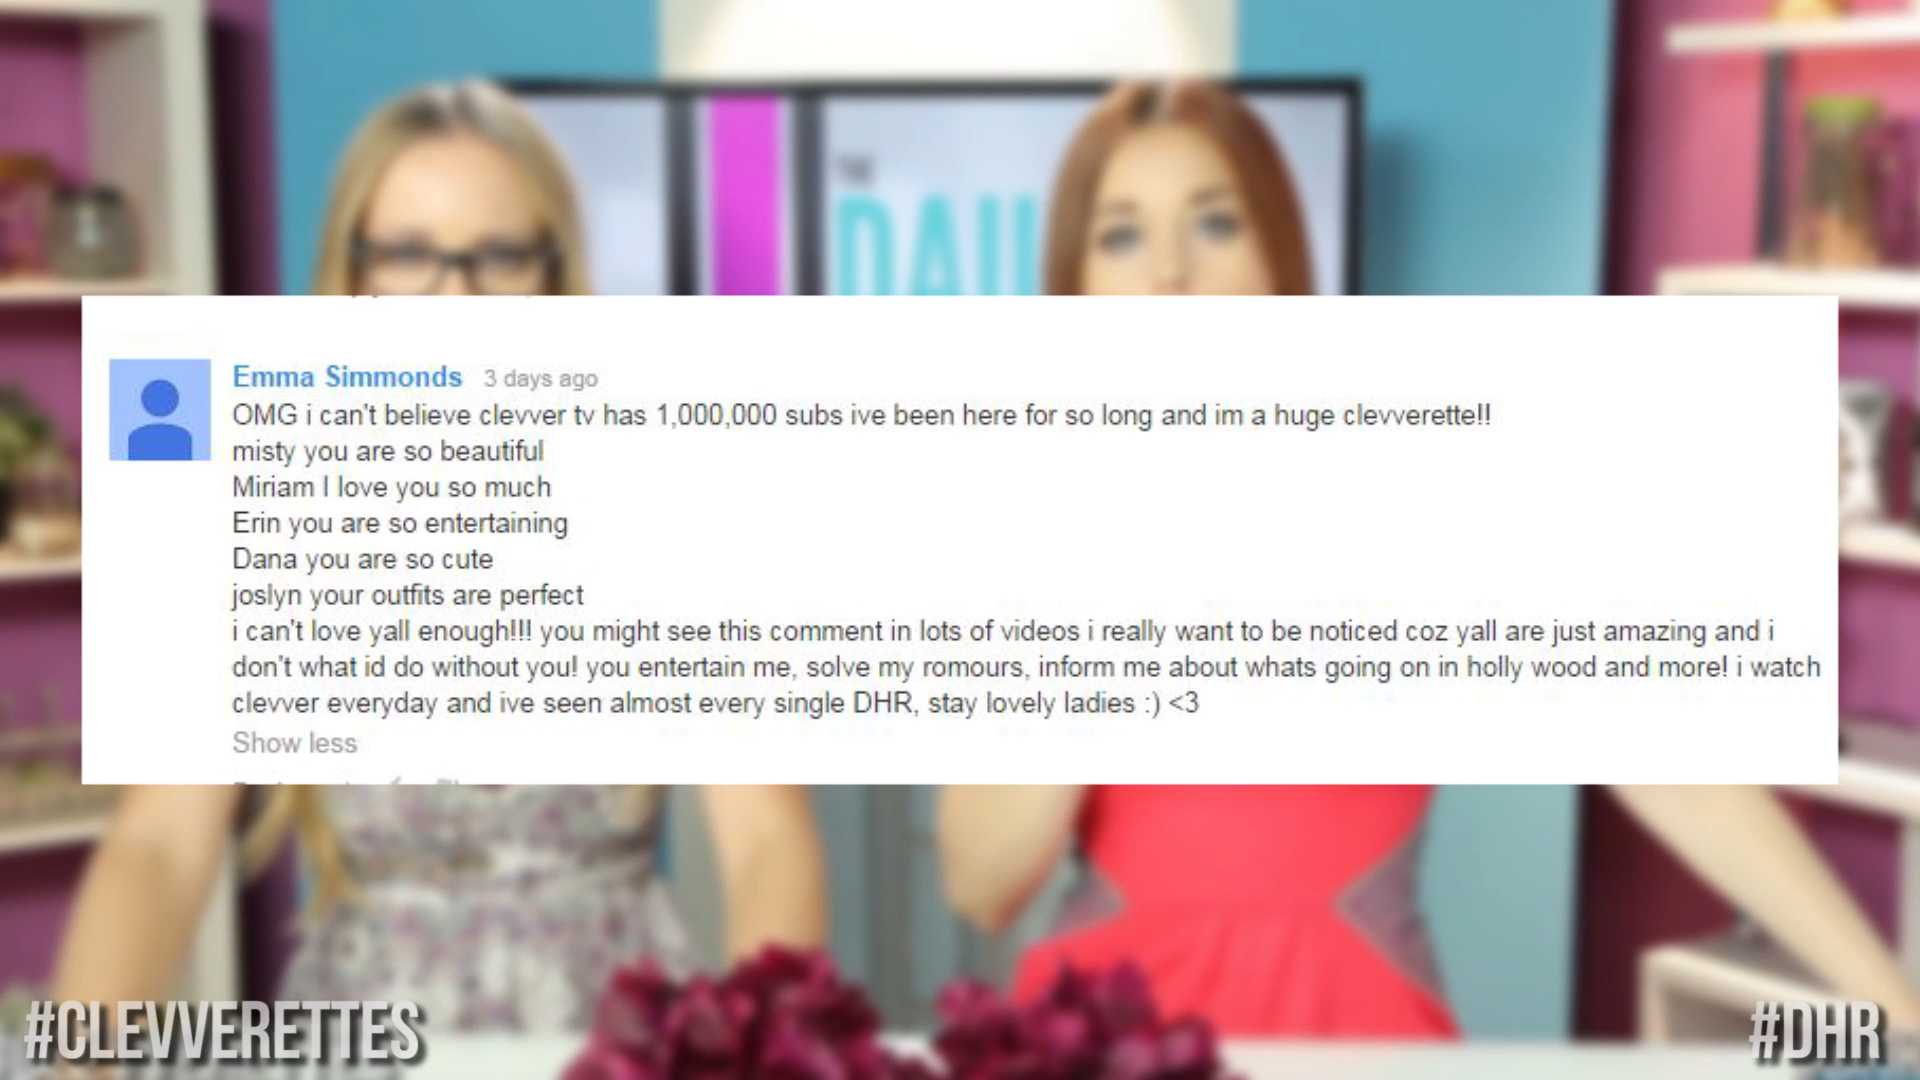 THE
DAIL
Emma Simmonds 3 days ago
OMG i can't believe clevver tv has 1,000,000 subs ive been here for so long and im a huge clevverette!!
misty you are so beautiful
Miriam I love you so much
Erin you are so entertaining
Dana you are so cute
joslyn your outfits are perfect
i can't love yall enough!!! you might see this comment in lots of videos i really want to be noticed coz yall are just amazing and i
don't what id do without you! you entertain me, solve my romours, inform me about whats going on in holly wood and more! i watch
clevver everyday and ive seen almost every single DHR, stay lovely ladies :) <3
Show less
#CLEVVERETTES
#DHR